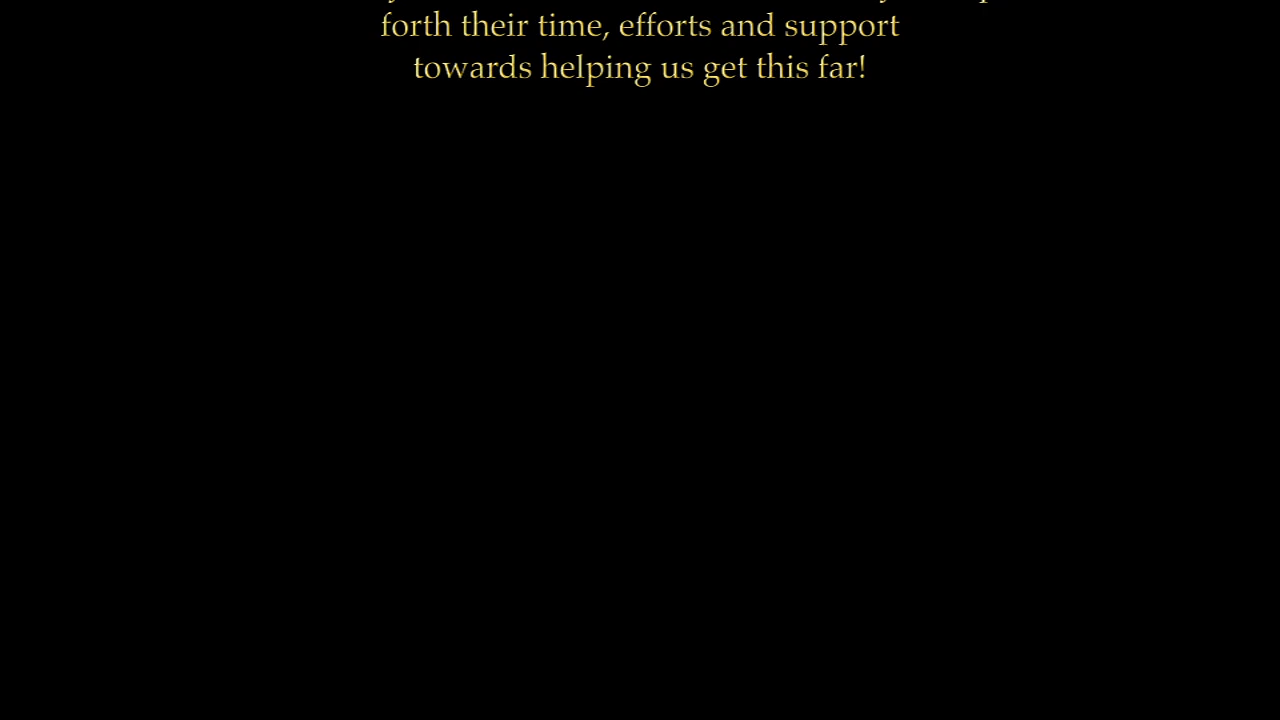 forth their time, efforts and support
towards helping us get this far!